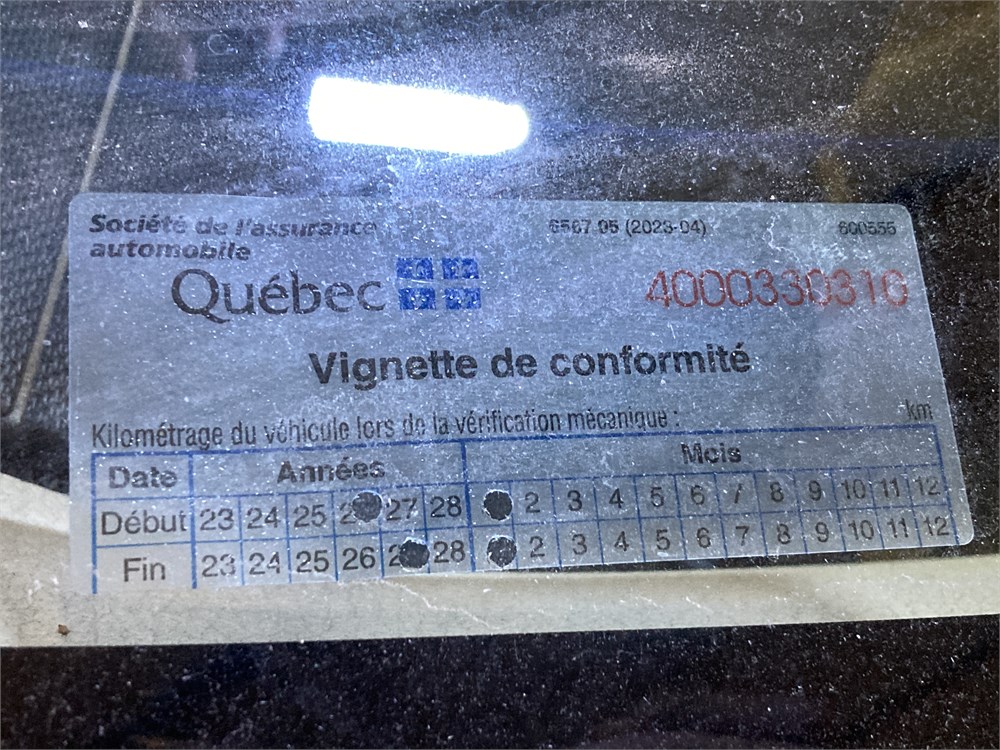 Société de l'assurance
automobile
Québec
6567 05 (2023-04)
600555
4000330310
Vignette de conformité
Kilométrage du véhicule lors de la vérification mécanique : km
Date Années Mois
Début 23 24 25 27 28 2 3 4 5 6 7 8 9 10 11 12
Fin 23 24 25 26 28 2 3 4 5 6 7 8 9 10 11 12